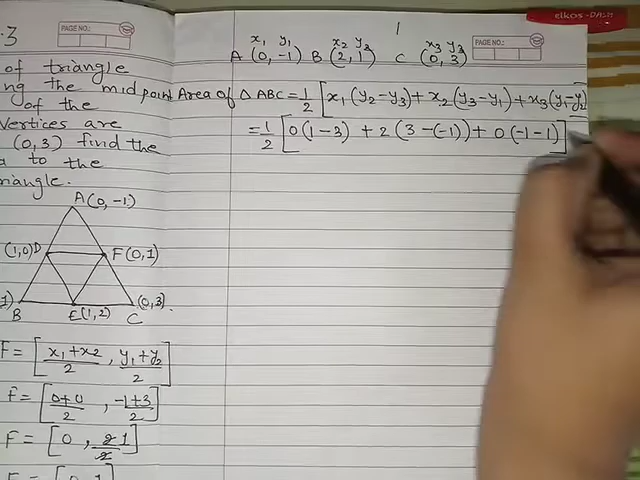 .3
PAGE NO.:
of triangle
ng the midpoint
of the
Vertices are
(0,3) find the
a to the
riangle.
A(0,-1)
(1,0)D
F(0,1)
1)
B
E(1,2)
C
(0,3).
F = [x₁+x₂/2 , y₁+y₂/2]
F = [0+0/2 , -1+3/2]
F = [0 , 2 1/2]
elkos-DASH
PAGE NO.:
x₁ y₁ x₂ y₂ x₃ y₃
A (0,-1) B (2,1) C (0,3)
Area of △ABC = 1/2 [x₁(y₂-y₃)+x₂(y₃-y₁)+x₃(y₁-y₂
= 1/2 [0(1-3) + 2(3-(-1))+0(-1-1)]